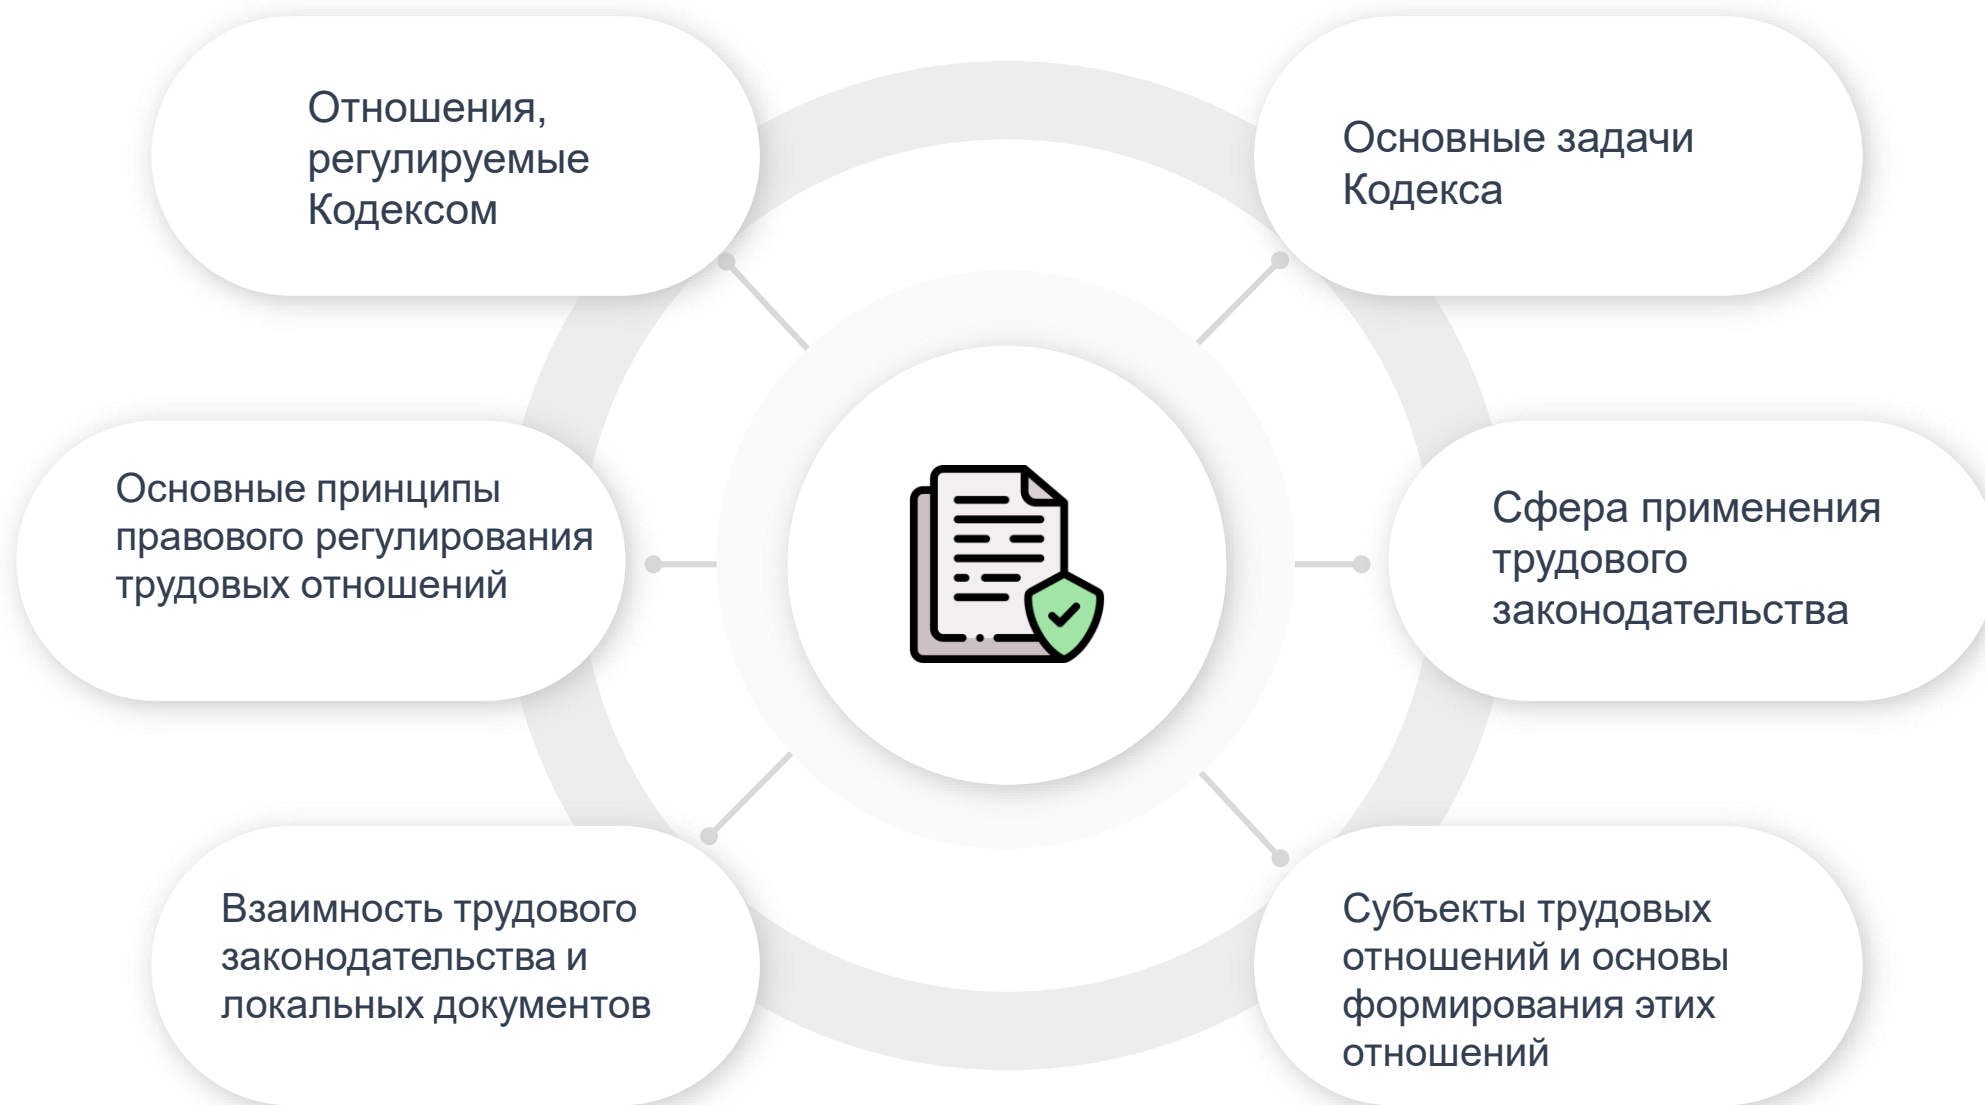 Отношения,
регулируемые
Кодексом
Основные задачи
Кодекса
Основные принципы
правового регулирования
трудовых отношений
Сфера применения
трудового
законодательства
Взаимность трудового
законодательства и
локальных документов
Субъекты трудовых
отношений и основы
формирования этих
отношений